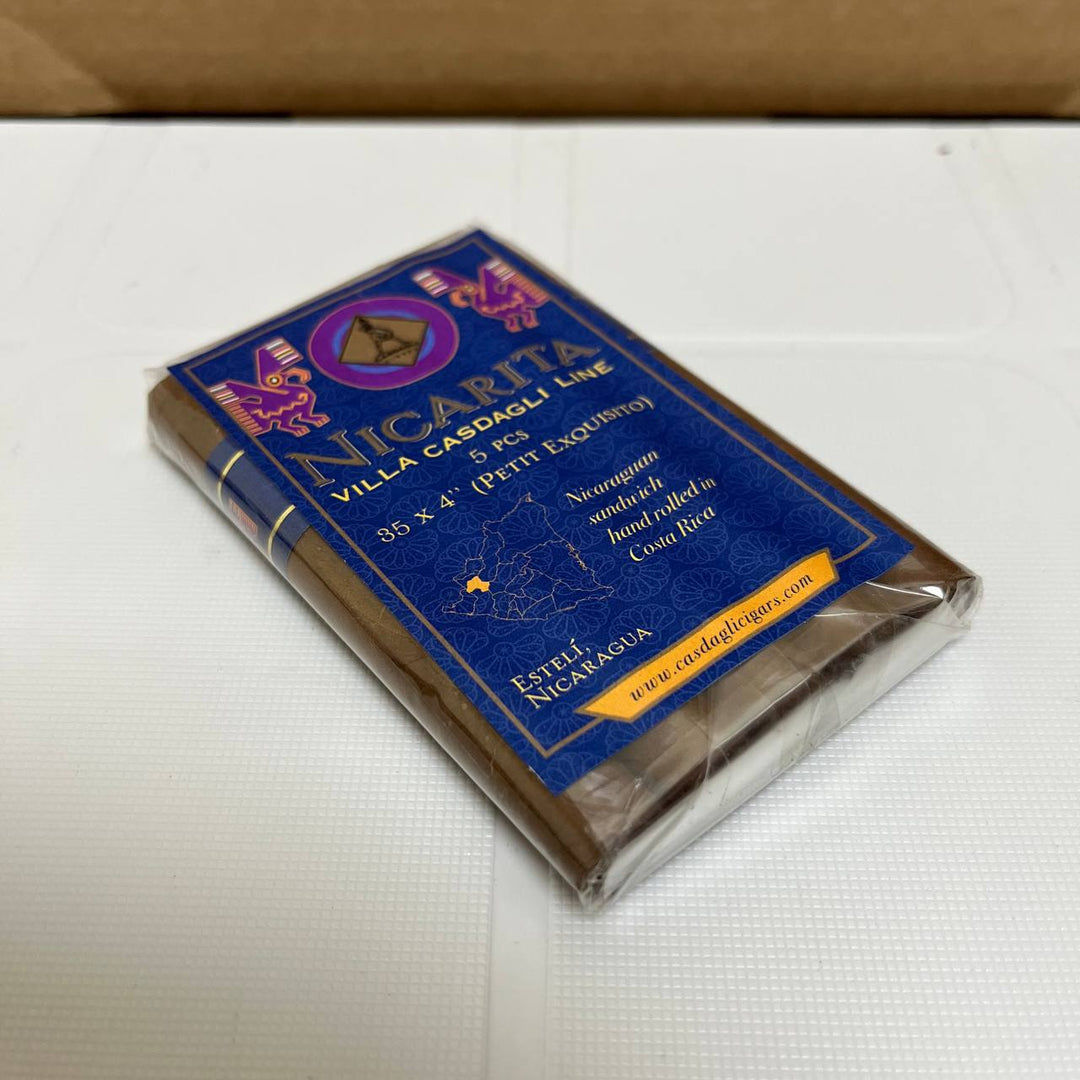 NICARITA
VILLA CASDAGLI LINE
5 PCS
35 x 4" (PETIT EXQUISITO)
Nicaraguan
sandwich
hand rolled in
Costa Rica
ESTELÍ,
NICARAGUA
www.casdaglicigars.com